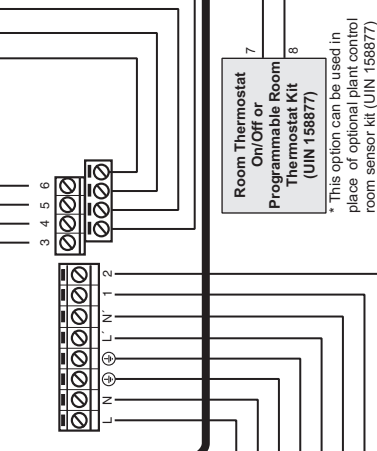 3 4 5 6
L N L´ N´ 1 2
7
8
Room Thermostat
On/Off or
Programmable Room
Thermostat Kit
(UIN 158877)
* This option can be used in
place of optional plant control
room sensor kit (UIN 158877)